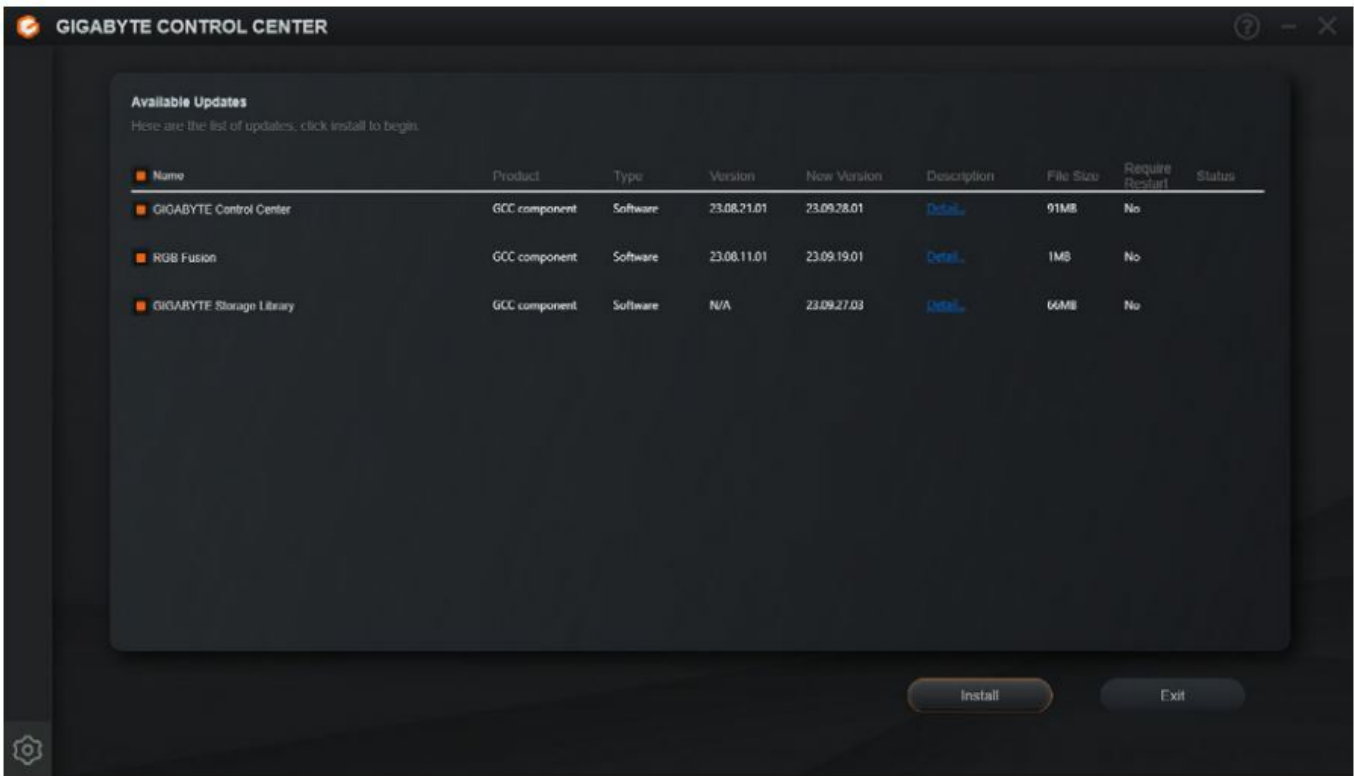 GIGABYTE CONTROL CENTER
Available Updates
Here are the list of updates, click install to begin.
Name Product Type Version New Version Description File Size Require Restart Status
GIGABYTE Control Center GCC component Software 23.08.21.01 23.09.28.01 Detail... 91MB No
RGB Fusion GCC component Software 23.08.11.01 23.09.19.01 Detail... 1MB No
GIGABYTE Storage Library GCC component Software N/A 23.09.27.03 Detail... 66MB No
Install Exit